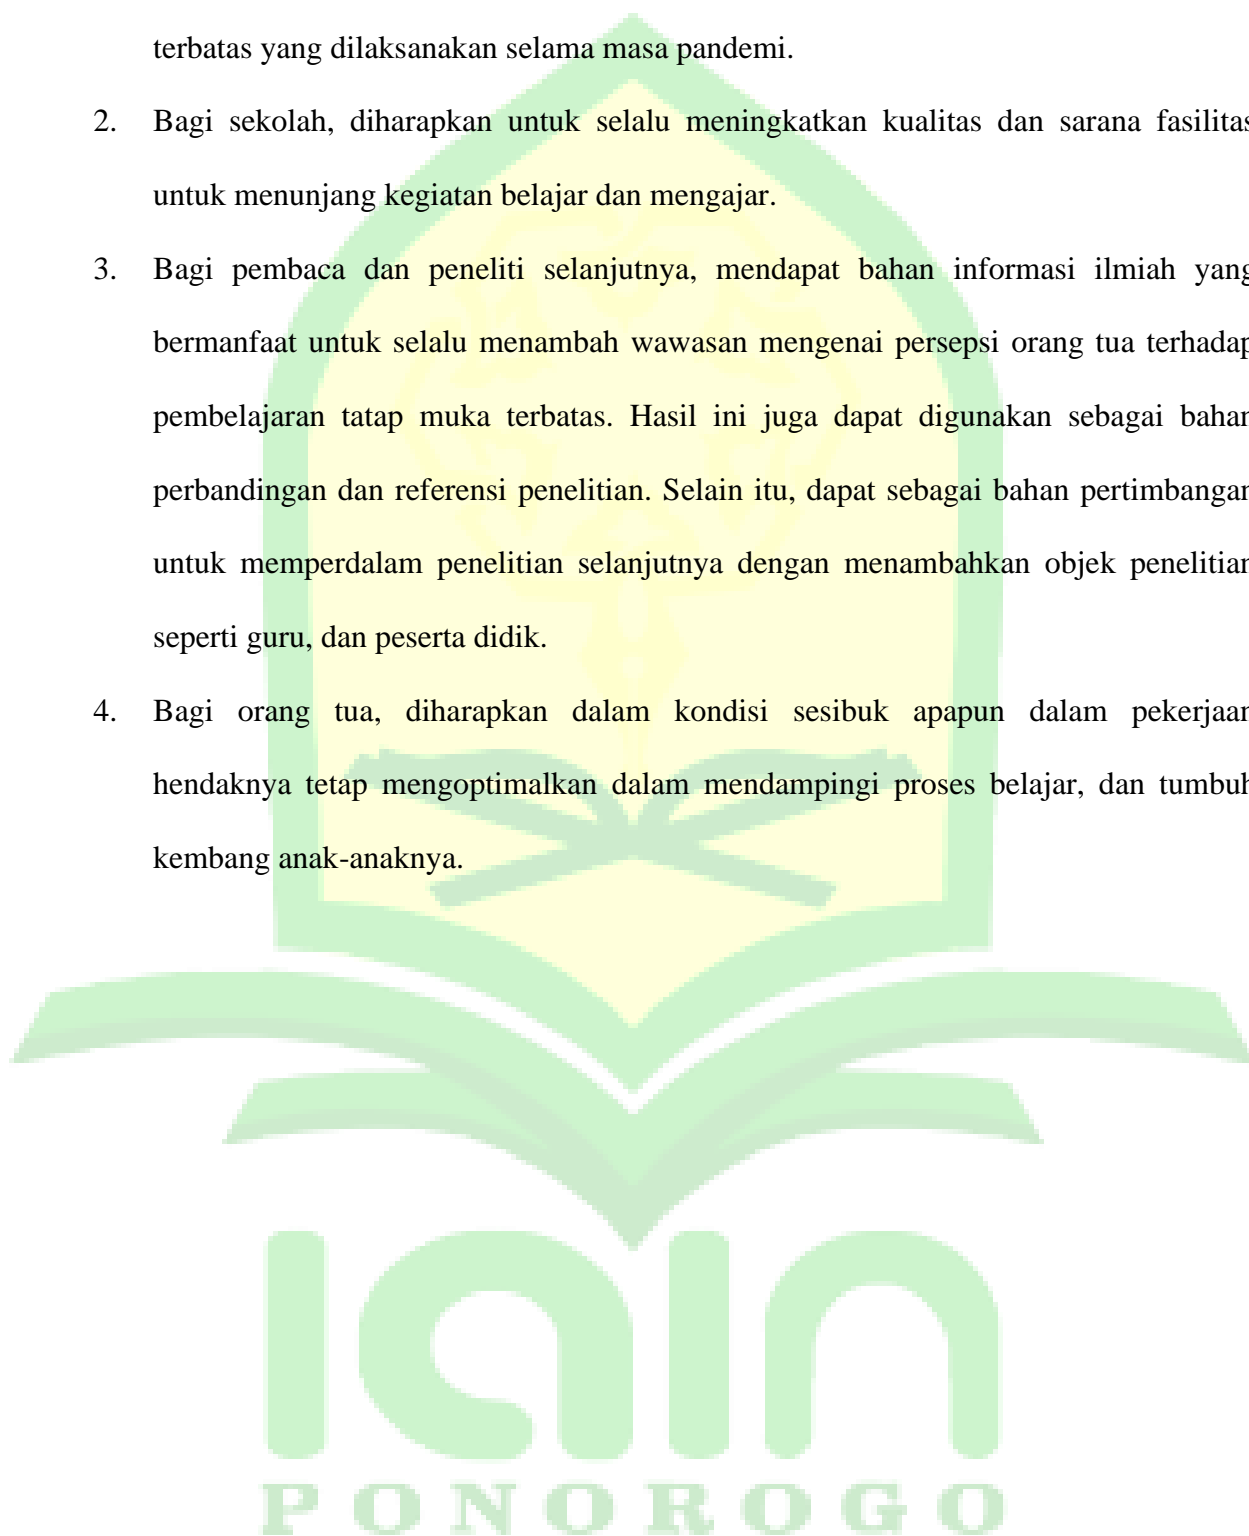 terbatas yang dilaksanakan selama masa pandemi.
2. Bagi sekolah, diharapkan untuk selalu meningkatkan kualitas dan sarana fasilitas
untuk menunjang kegiatan belajar dan mengajar.
3. Bagi pembaca dan peneliti selanjutnya, mendapat bahan informasi ilmiah yang
bermanfaat untuk selalu menambah wawasan mengenai persepsi orang tua terhadap
pembelajaran tatap muka terbatas. Hasil ini juga dapat digunakan sebagai bahan
perbandingan dan referensi penelitian. Selain itu, dapat sebagai bahan pertimbangan
untuk memperdalam penelitian selanjutnya dengan menambahkan objek penelitian
seperti guru, dan peserta didik.
4. Bagi orang tua, diharapkan dalam kondisi sesibuk apapun dalam pekerjaan
hendaknya tetap mengoptimalkan dalam mendampingi proses belajar, dan tumbuh
kembang anak-anaknya.
iain
PONOROGO